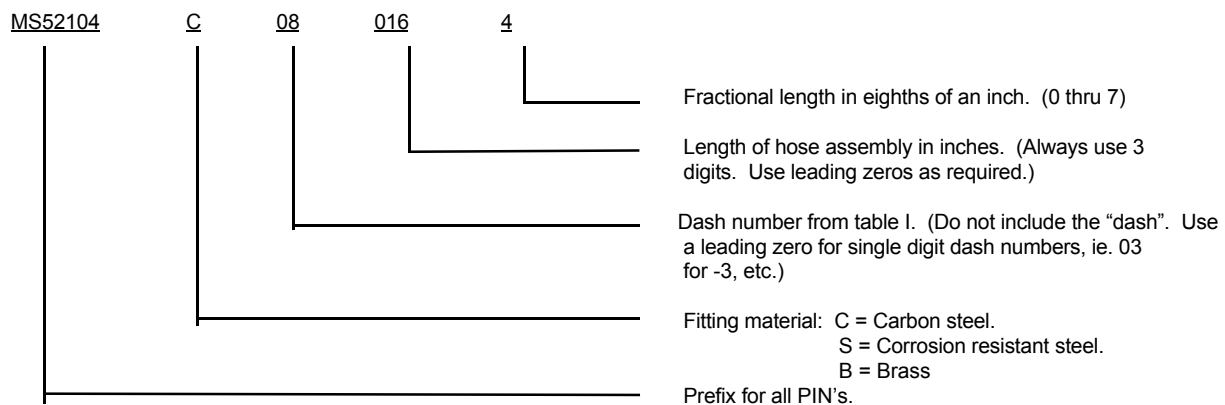 MS52104 C 08 016 4
Fractional length in eighths of an inch. (0 thru 7)
Length of hose assembly in inches. (Always use 3
digits. Use leading zeros as required.)
Dash number from table I. (Do not include the “dash”. Use
a leading zero for single digit dash numbers, ie. 03
for -3, etc.)
Fitting material: C = Carbon steel.
S = Corrosion resistant steel.
B = Brass
Prefix for all PIN’s.